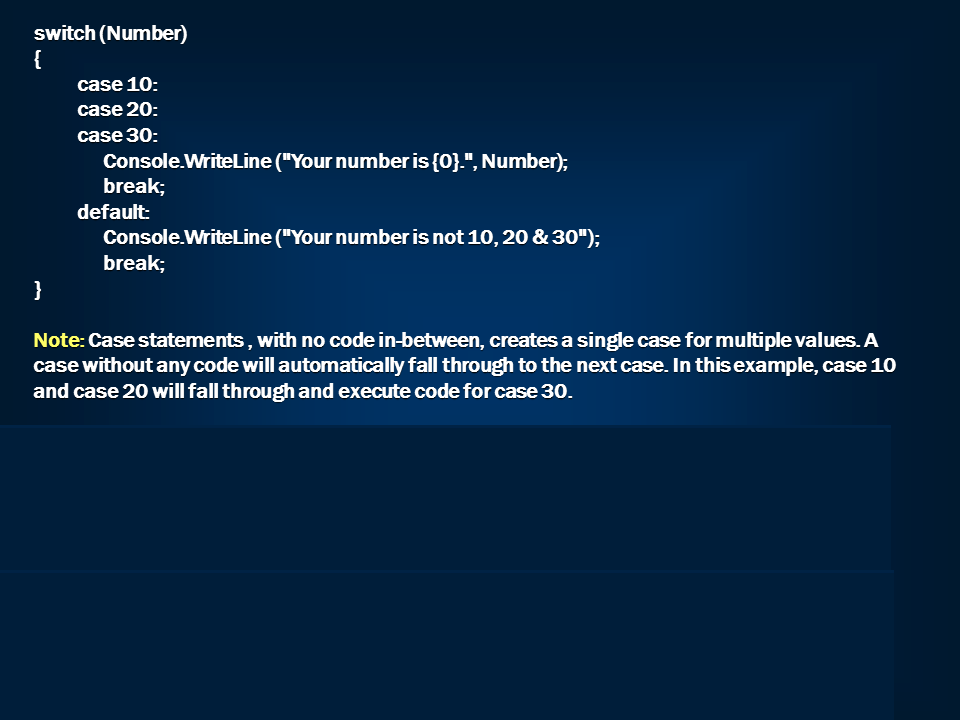 switch (Number)
{
case 10:
case 20:
case 30:
Console.WriteLine ("Your number is {0}.", Number);
break;
default:
Console.WriteLine ("Your number is not 10, 20 & 30");
break;
}
Note: Case statements , with no code in-between, creates a single case for multiple values. A
case without any code will automatically fall through to the next case. In this example, case 10
and case 20 will fall through and execute code for case 30.